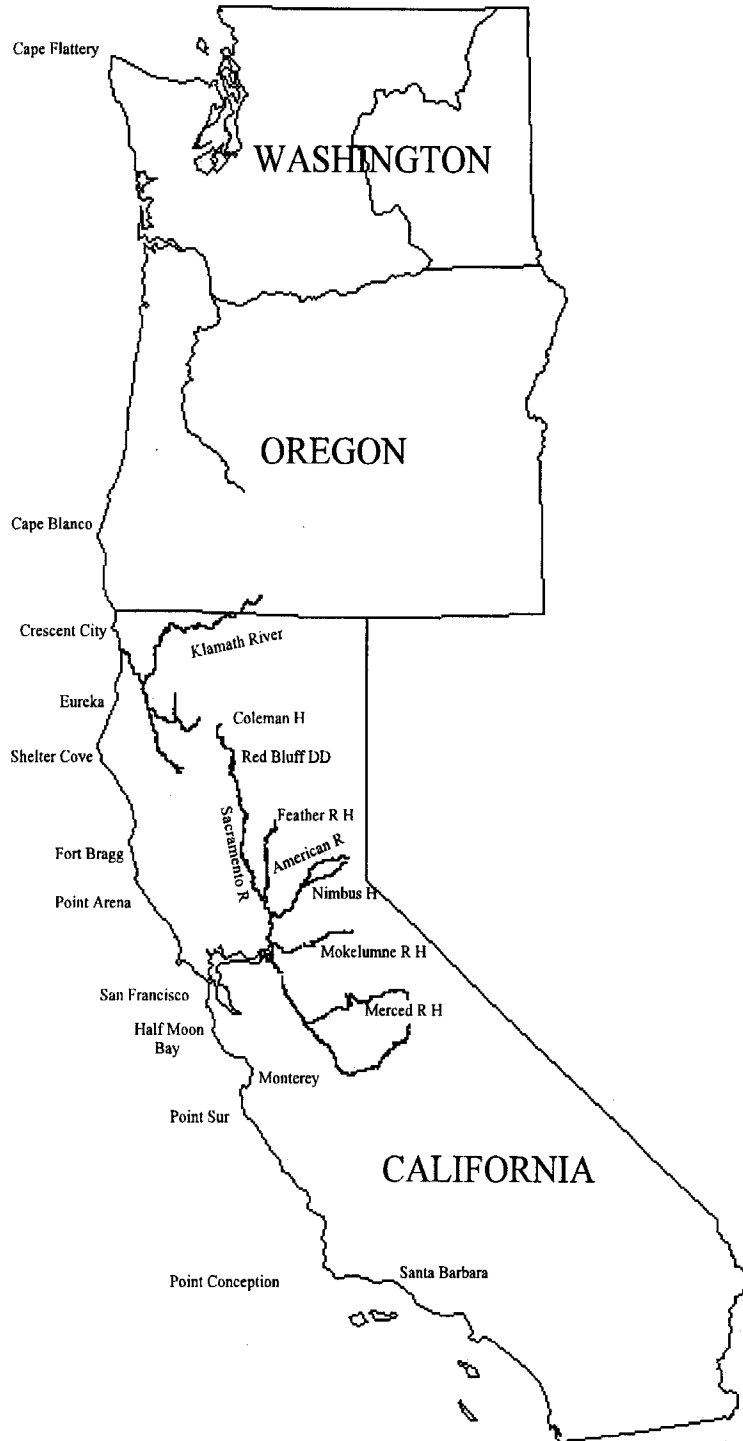 Cape Flattery
WASHINGTON
OREGON
Cape Blanco
Crescent City
Klamath River
Eureka
Coleman H
Shelter Cove
Red Bluff DD
Sacramento R
Feather R H
American R
Fort Bragg
Nimbus H
Point Arena
Mokelumne R H
San Francisco
Merced R H
Half Moon
Bay
Monterey
Point Sur
CALIFORNIA
Point Conception
Santa Barbara